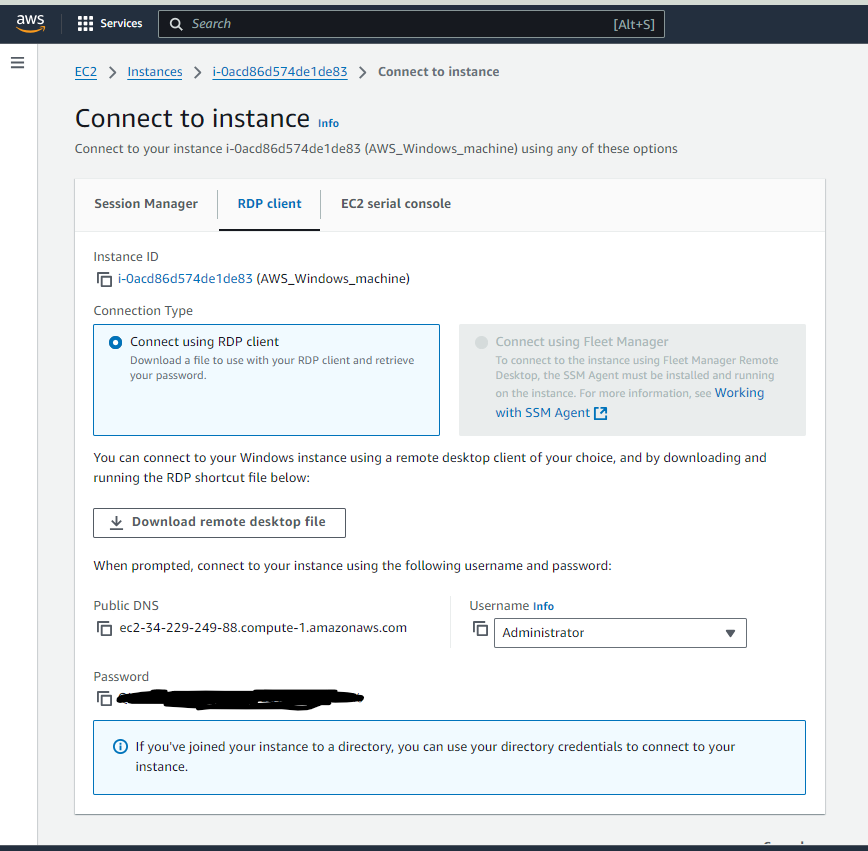 aws
Services
Search
[Alt+S]
EC2 > Instances > i-0acd86d574de1de83 > Connect to instance
Connect to instance Info
Connect to your instance i-0acd86d574de1de83 (AWS_Windows_machine) using any of these options
Session Manager
RDP client
EC2 serial console
Instance ID
i-0acd86d574de1de83 (AWS_Windows_machine)
Connection Type
Connect using RDP client
Download a file to use with your RDP client and retrieve
your password.
Connect using Fleet Manager
To connect to the instance using Fleet Manager Remote
Desktop, the SSM Agent must be installed and running
on the instance. For more information, see Working
with SSM Agent
You can connect to your Windows instance using a remote desktop client of your choice, and by downloading and
running the RDP shortcut file below:
Download remote desktop file
When prompted, connect to your instance using the following username and password:
Public DNS
ec2-34-229-249-88.compute-1.amazonaws.com
Username Info
Administrator
Password
If you've joined your instance to a directory, you can use your directory credentials to connect to your
instance.